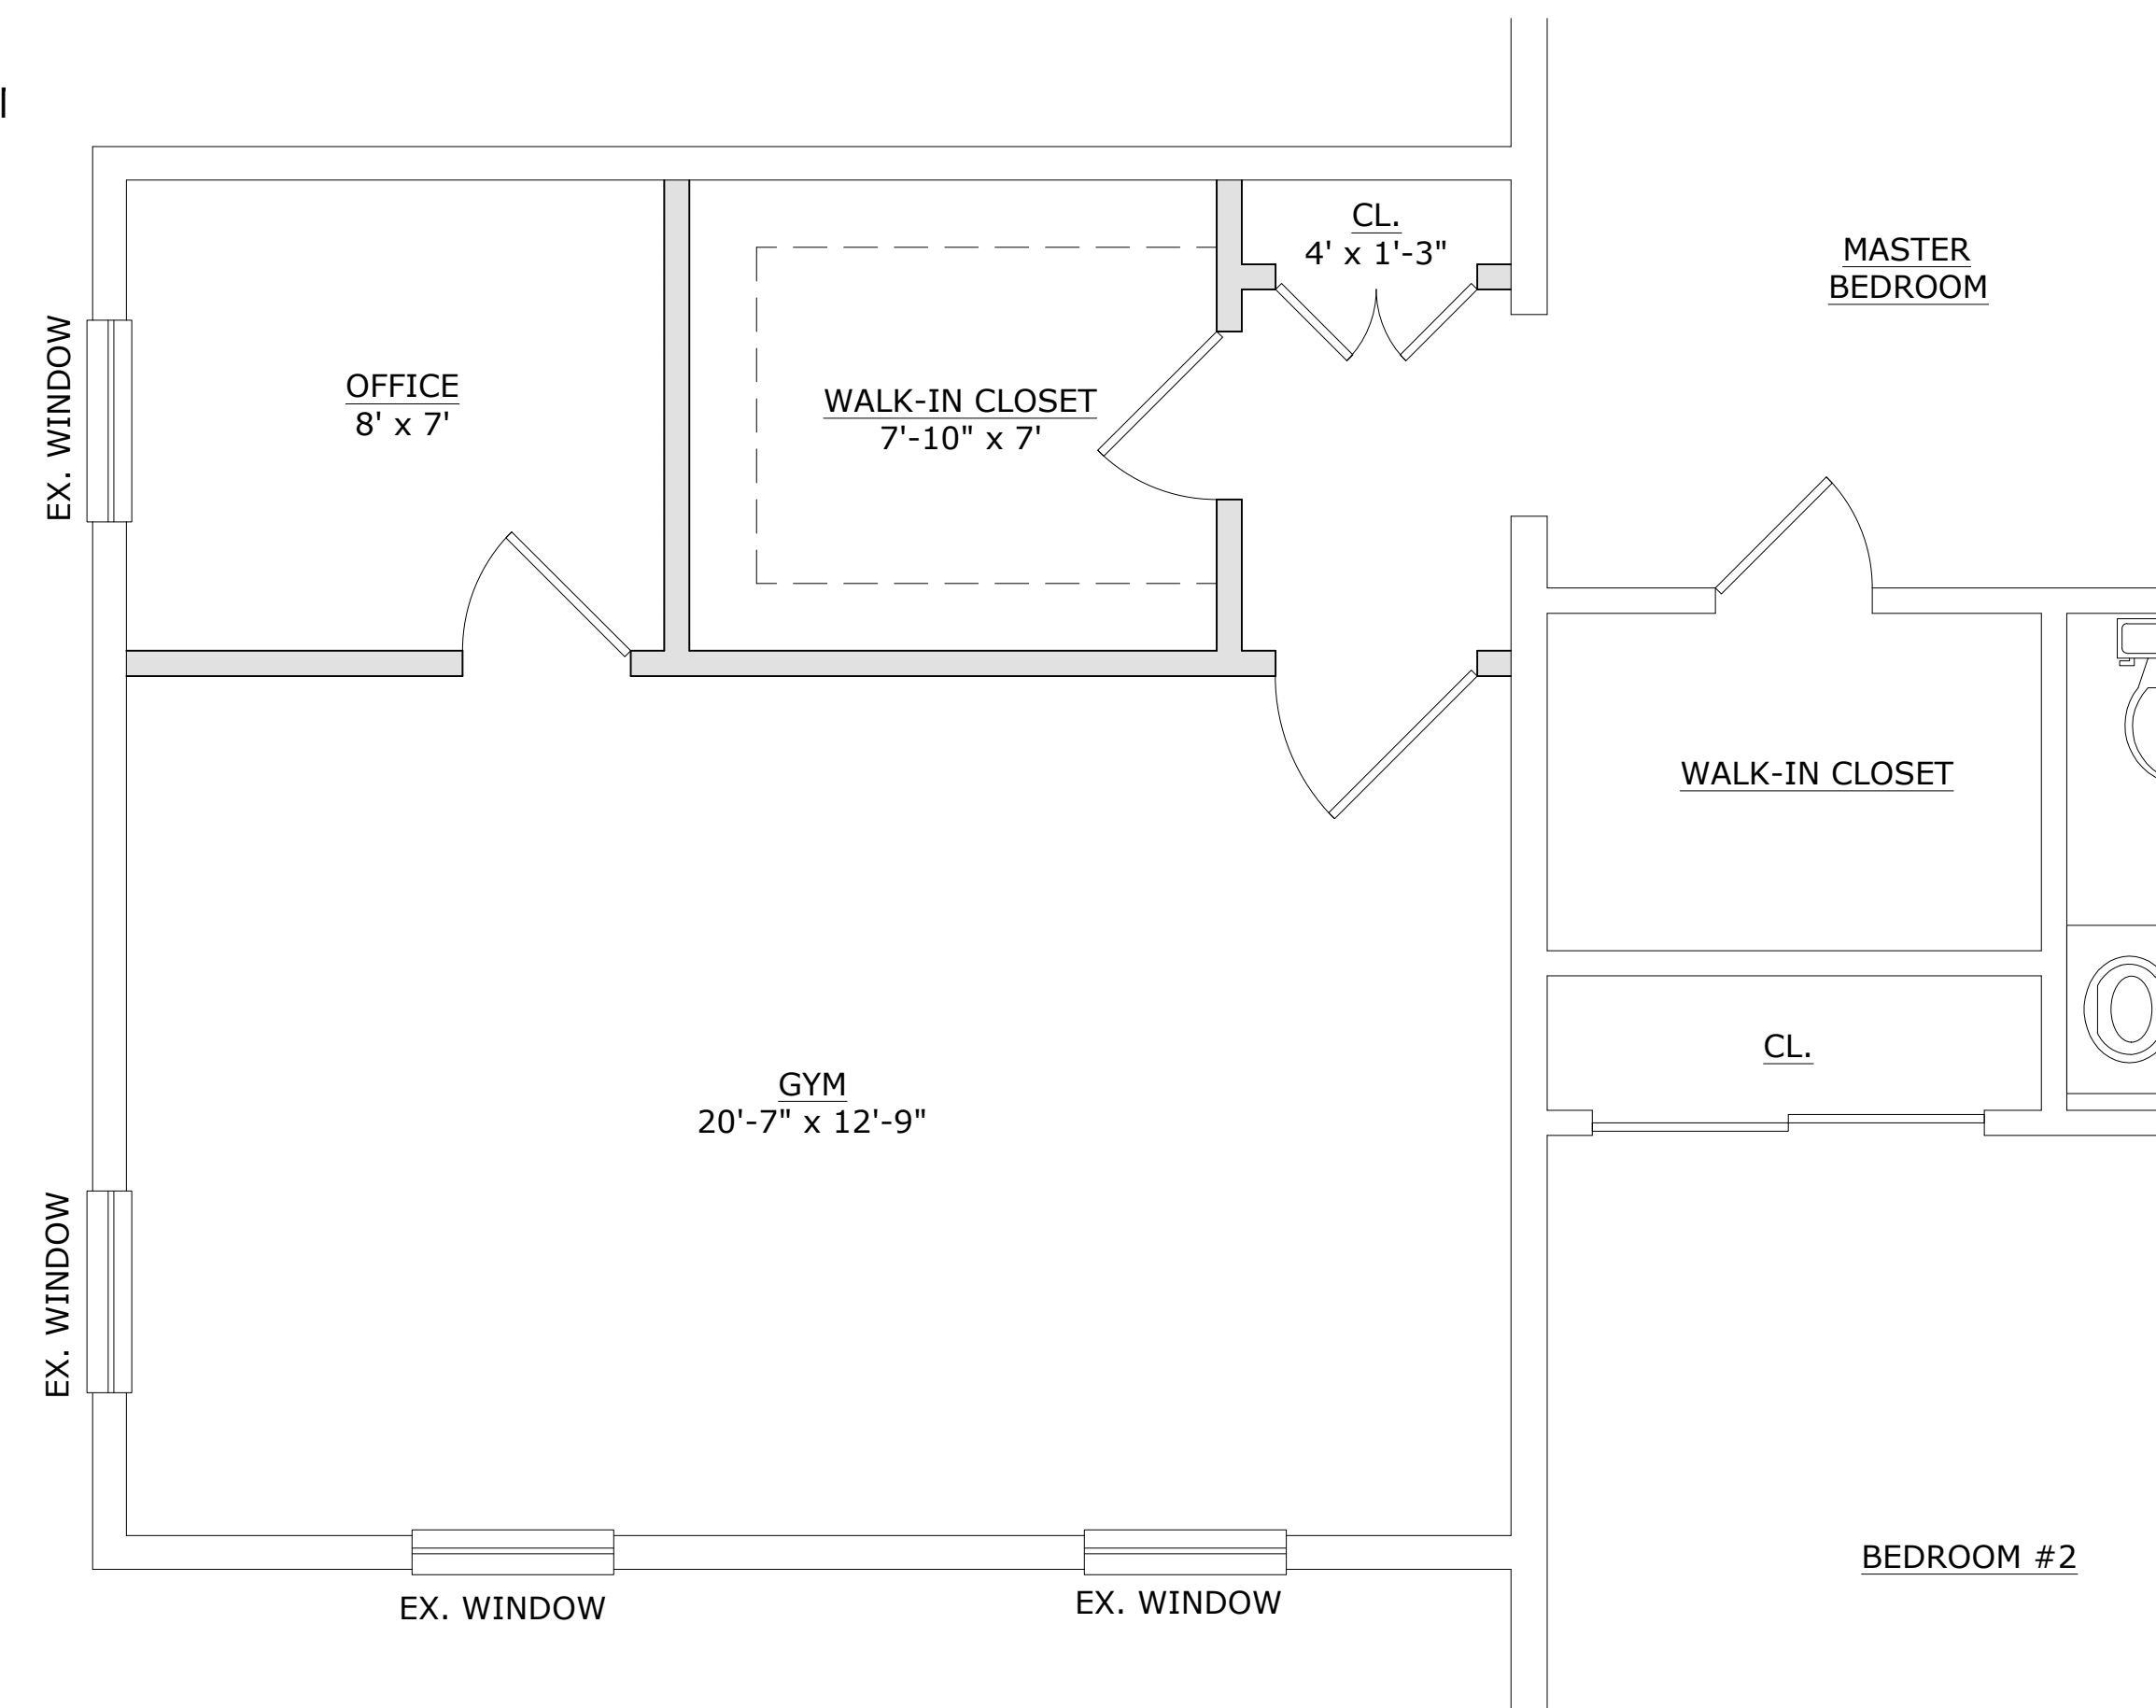 CL.
4' x 1'-3"
MASTER
BEDROOM
EX. WINDOW
OFFICE
8' x 7'
WALK-IN CLOSET
7'-10" x 7'
WALK-IN CLOSET
CL.
GYM
20'-7" x 12'-9"
EX. WINDOW
BEDROOM #2
EX. WINDOW
EX. WINDOW